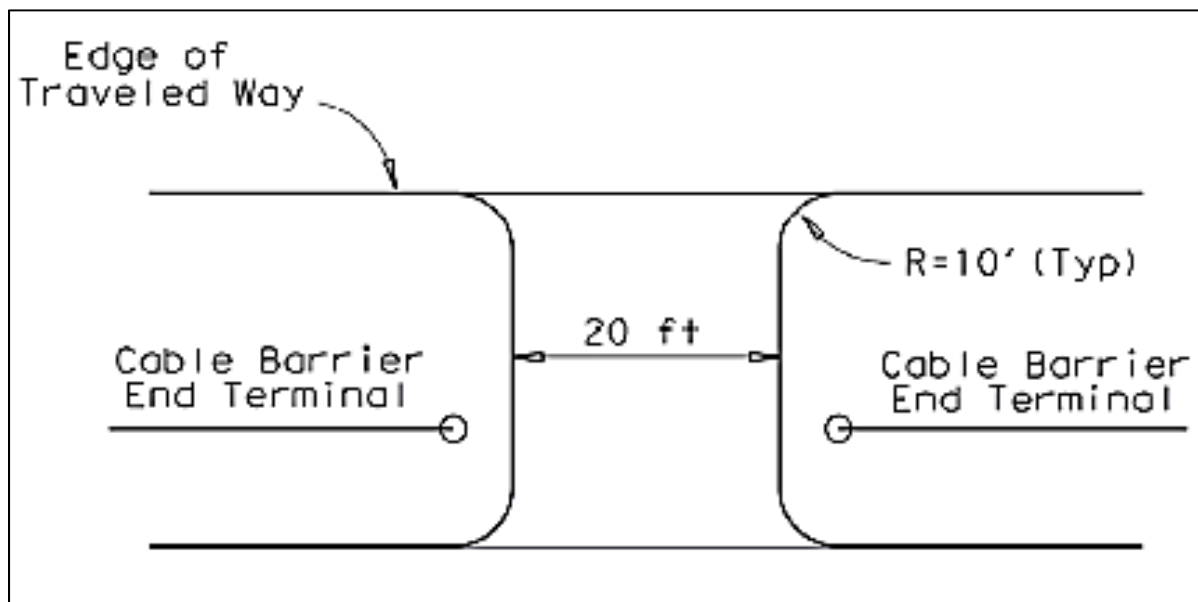 Edge of
Traveled Way
R=10' (Typ)
20 ft
Cable Barrier
End Terminal
Cable Barrier
End Terminal